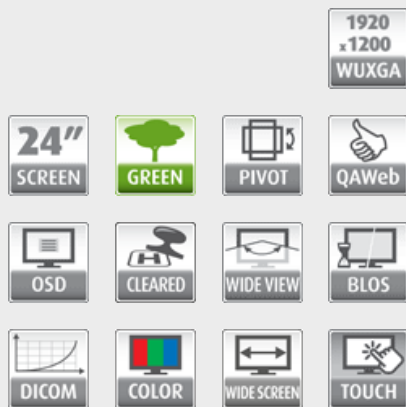 1920
x1200
WUXGA
24"
SCREEN
GREEN
PIVOT
QAWeb
OSD
CLEARED
WIDE VIEW
BLOS
DICOM
COLOR
WIDE SCREEN
TOUCH